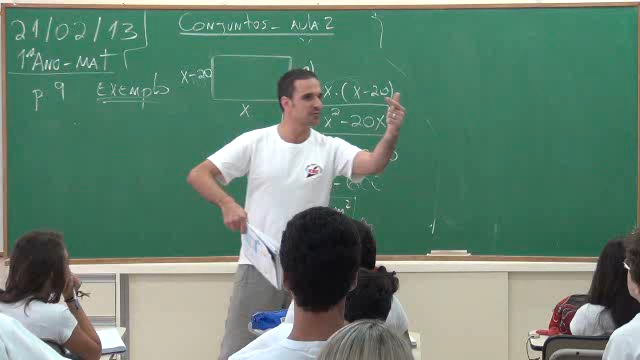 21/02/13
CONJUNTOS - AULA 2
1º ANO - MAT
p 9 EXEMPLO
x-20
x
x.(x-20)
x² - 20x